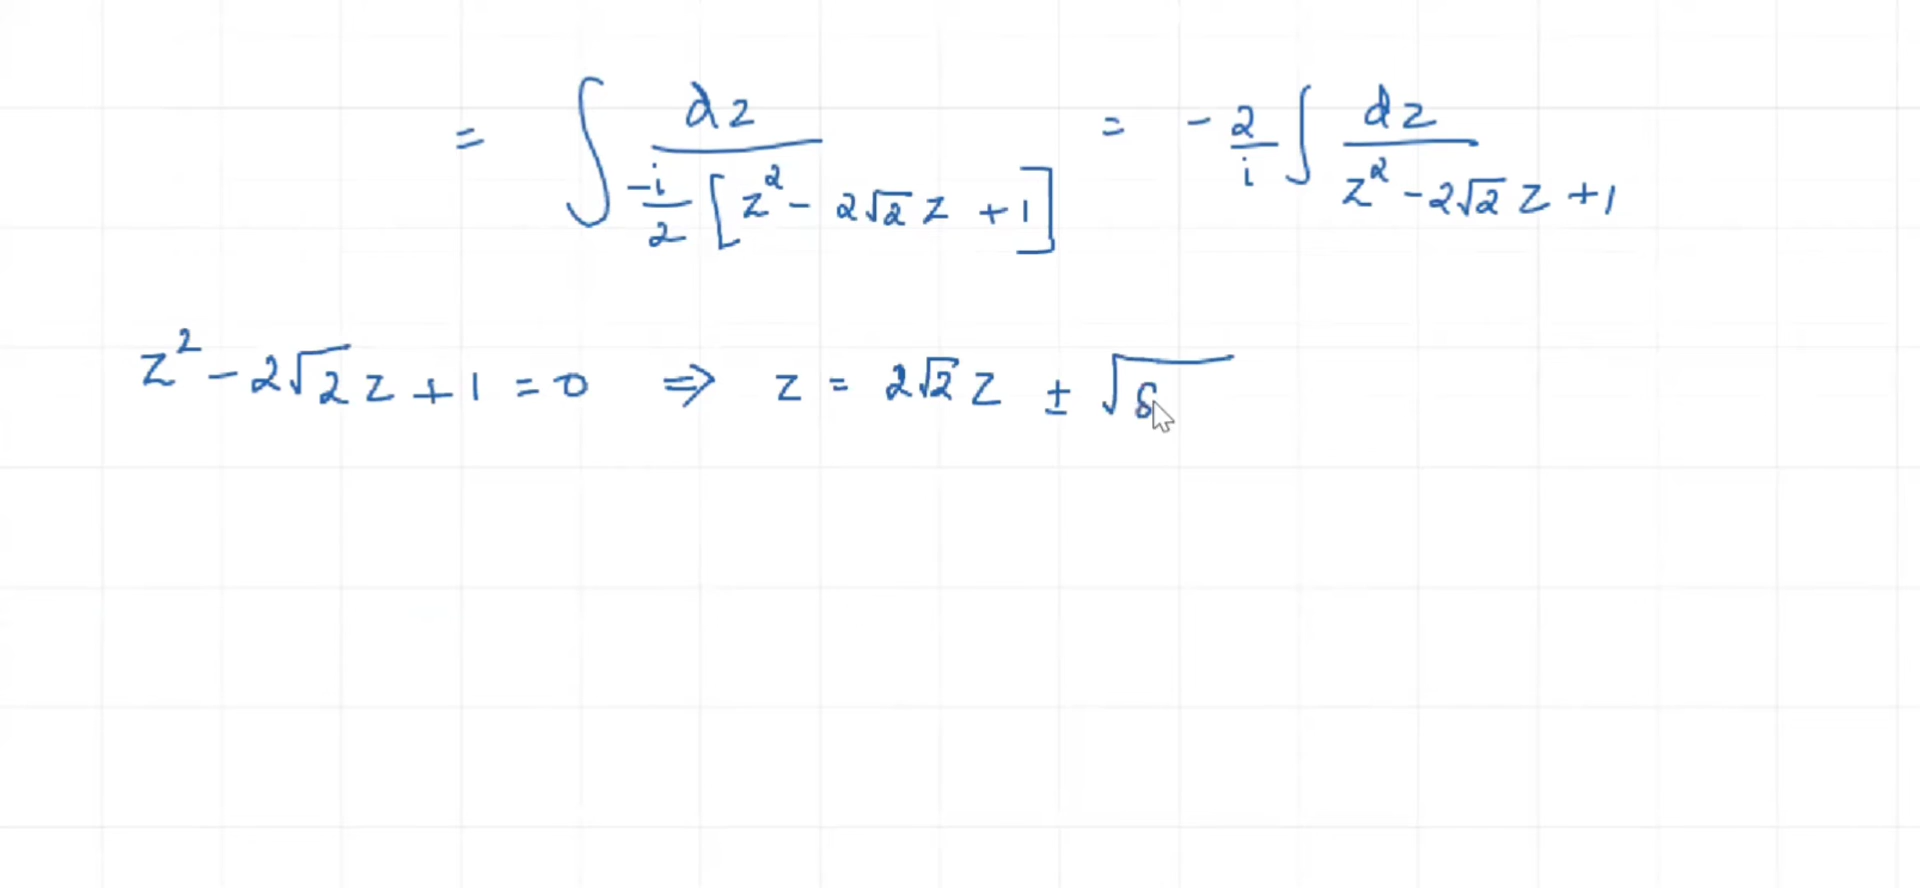 = ∫ dz / (-i/2 [z² - 2√2 z + 1]) = - 2/i ∫ dz / (z² - 2√2 z + 1)
z² - 2√2 z + 1 = 0 ⇒ z = 2√2 z ± √8